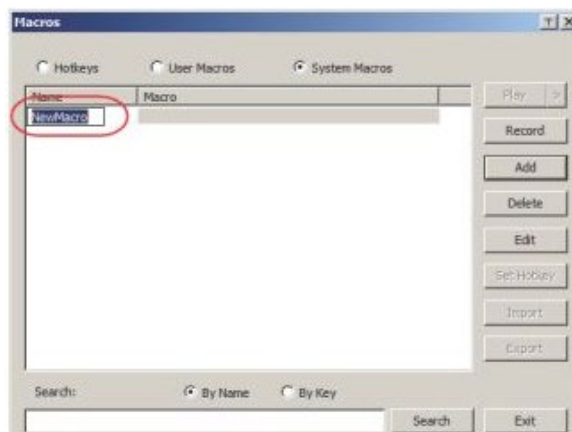 Macros
Hotkeys User Macros System Macros
Name Macro
NewMacro
Play >
Record
Add
Delete
Edit
Set Hotkey
Import
Export
Search: By Name By Key
Search Exit